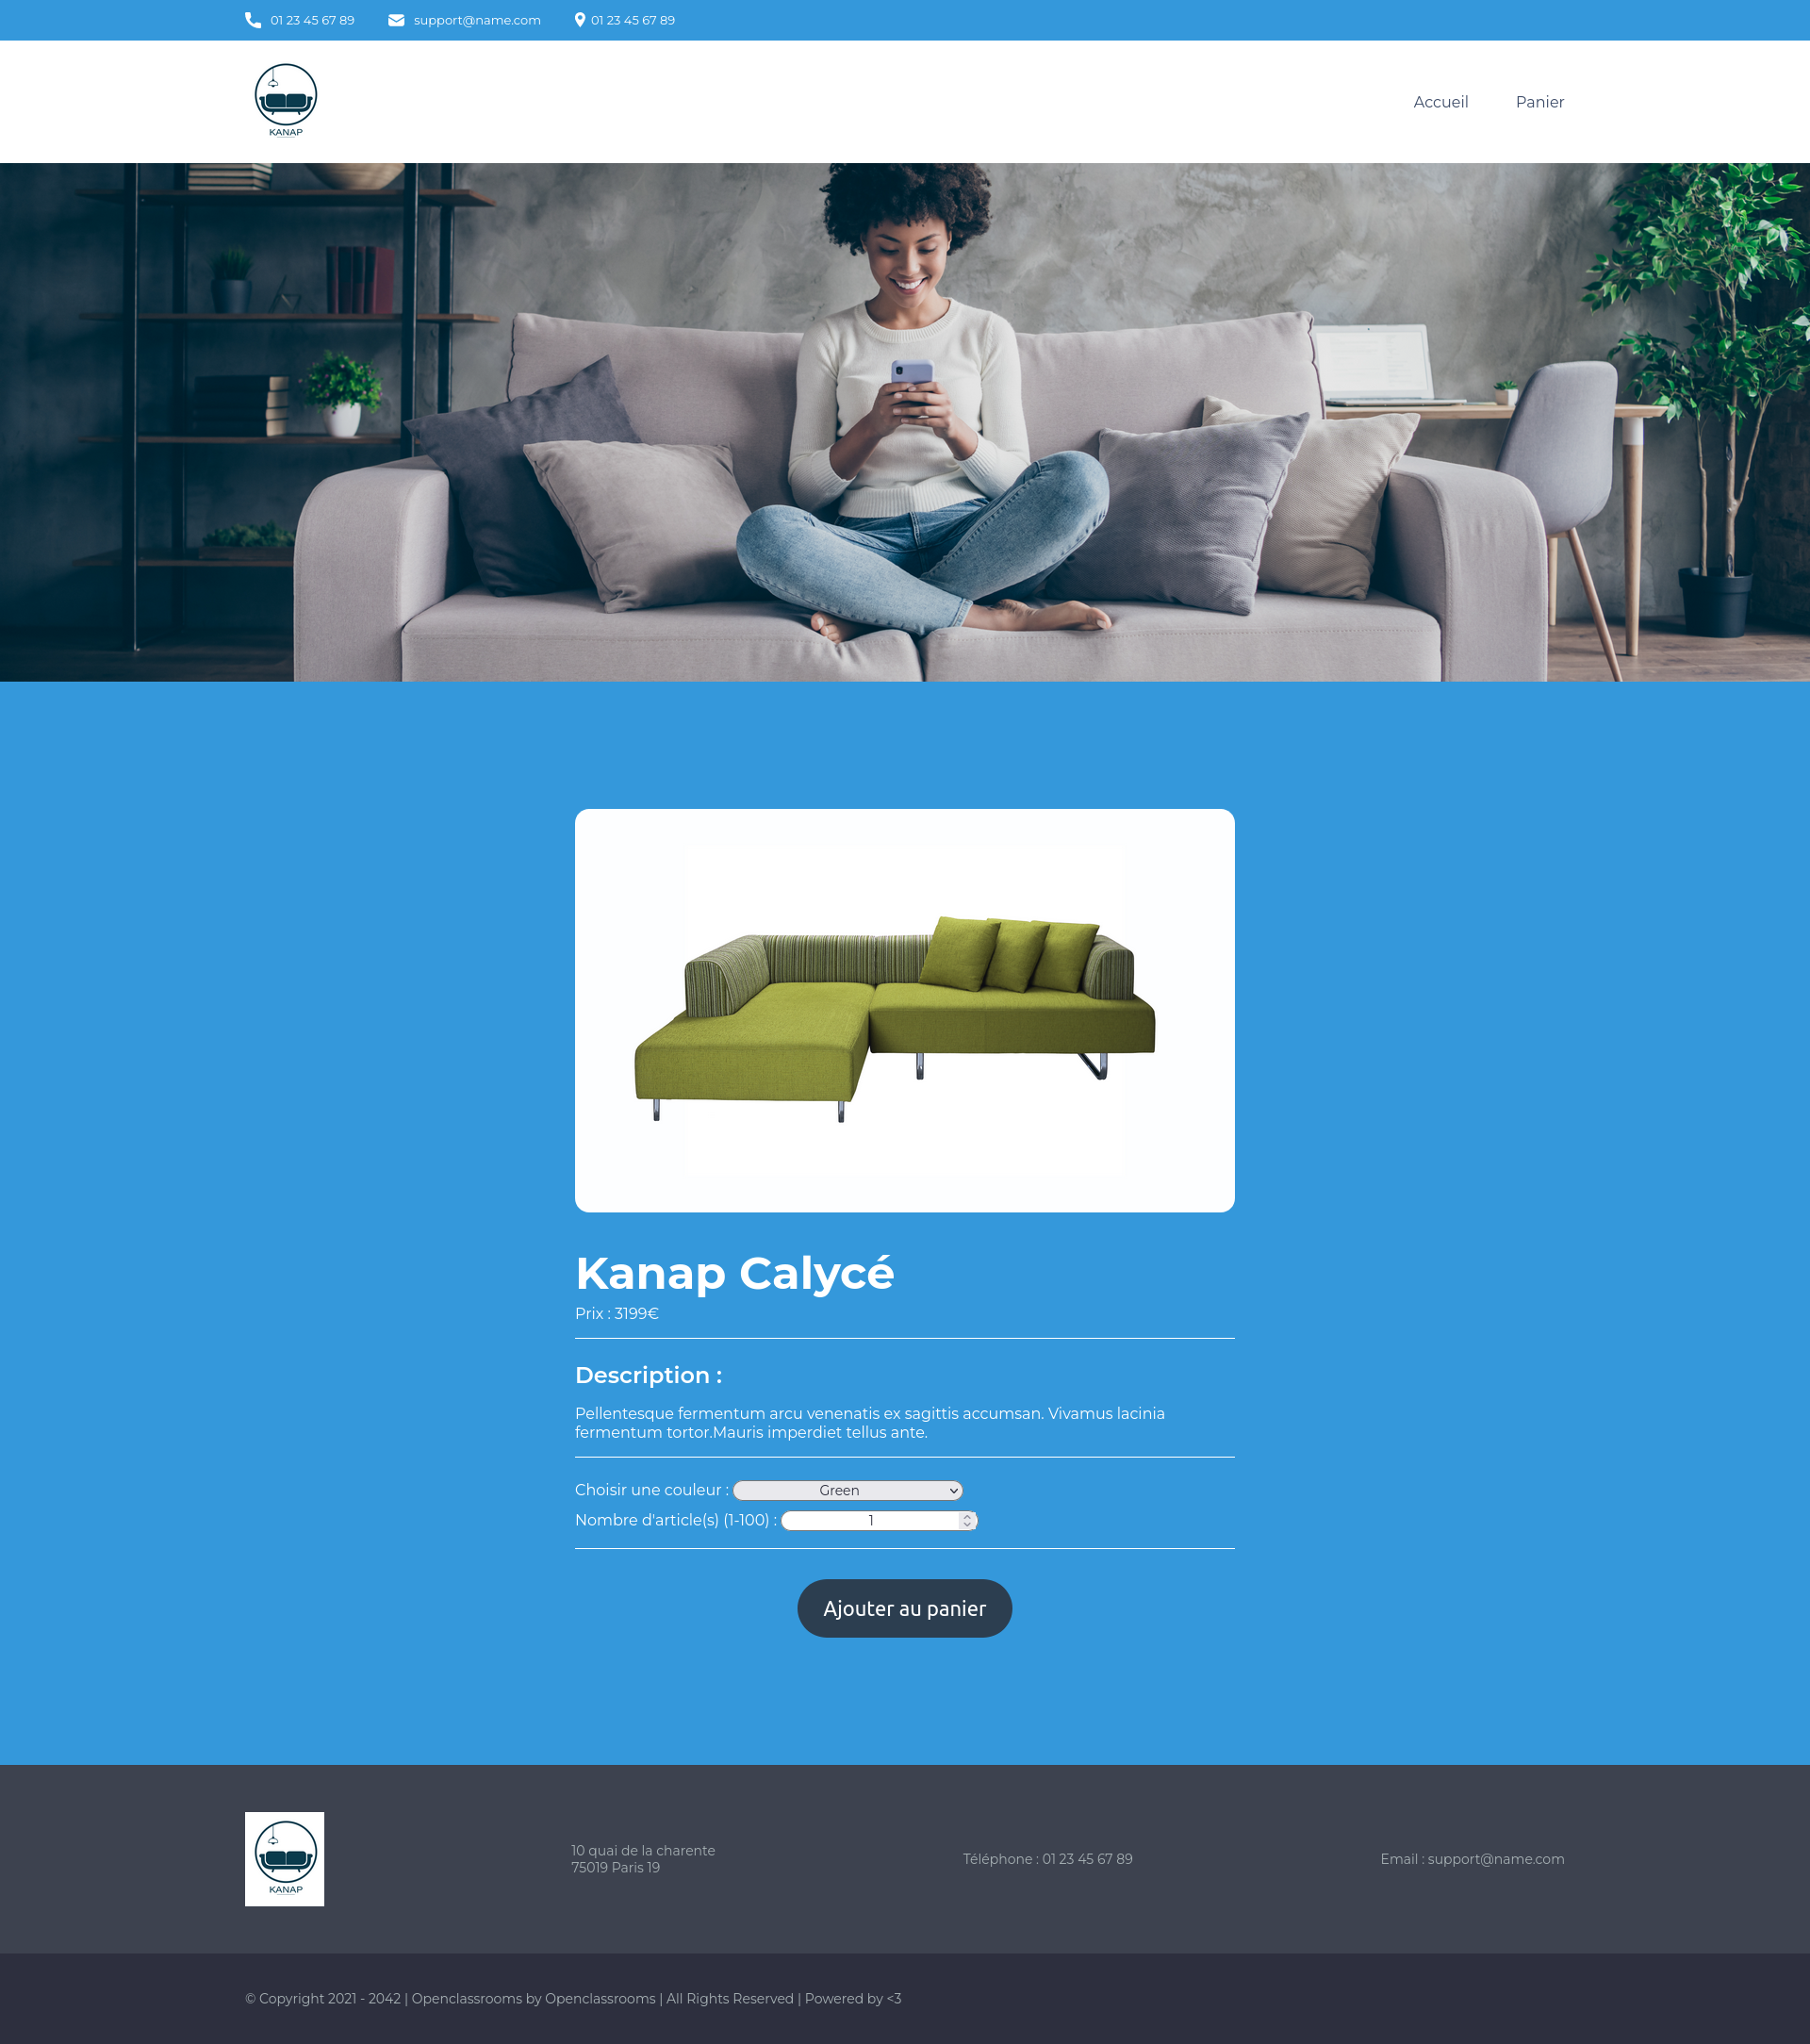 01 23 45 67 89
support@name.com
01 23 45 67 89
KANAP
Accueil
Panier
Kanap Calycé
Prix : 3199€
Description :
Pellentesque fermentum arcu venenatis ex sagittis accumsan. Vivamus lacinia
fermentum tortor.Mauris imperdiet tellus ante.
Choisir une couleur : Green
Nombre d'article(s) (1-100) : 1
Ajouter au panier
KANAP
10 quai de la charente
75019 Paris 19
Téléphone : 01 23 45 67 89
Email : support@name.com
© Copyright 2021 - 2042 | Openclassrooms by Openclassrooms | All Rights Reserved | Powered by <3